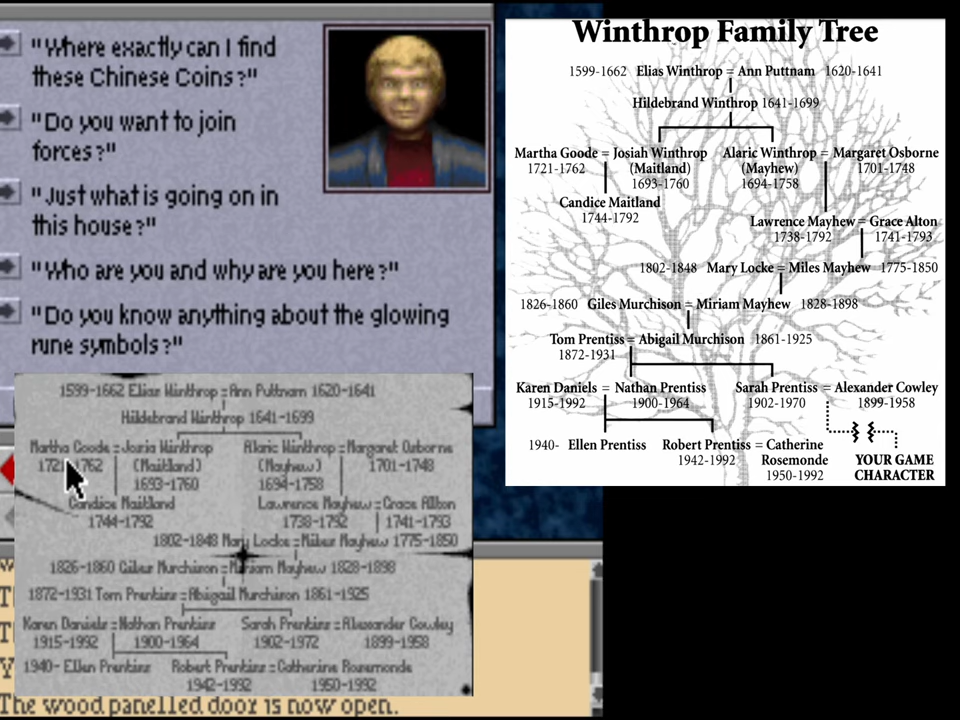 "Where exactly can I find
these Chinese Coins?"
"Do you want to join
forces?"
"Just what is going on in
this house?"
"Who are you and why are you here?"
"Do you know anything about the glowing
rune symbols?"
1599-1662 Elias Winthrop = Ann Puttnam 1620-1641
Hildebrand Winthrop 1641-1699
Martha Goode = Josia Winthrop Alaric Winthrop = Margaret Osborne
1721-1762 (Maitland) (Mayhew) 1701-1748
1693-1760 1694-1758
Candice Maitland Lawrence Mayhew = Grace Alton
1744-1792 1738-1792 1741-1793
1802-1848 Mary Locke = Miles Mayhew 1775-1850
1826-1860 Giles Murchison = Miriam Mayhew 1828-1898
1872-1931 Tom Prentiss = Abigail Murchison 1861-1925
Karen Daniels = Nathan Prentiss Sarah Prentiss = Alexander Cowley
1915-1992 1900-1964 1902-1972 1899-1958
1940- Ellen Prentiss Robert Prentiss = Catherine Rosemonde
1942-1992 1950-1992
The wood panelled door is now open.
Winthrop Family Tree
1599-1662 Elias Winthrop = Ann Puttnam 1620-1641
Hildebrand Winthrop 1641-1699
Martha Goode = Josiah Winthrop Alaric Winthrop = Margaret Osborne
1721-1762 (Maitland) (Mayhew) 1701-1748
1693-1760 1694-1758
Candice Maitland
1744-1792
Lawrence Mayhew = Grace Alton
1738-1792 1741-1793
1802-1848 Mary Locke = Miles Mayhew 1775-1850
1826-1860 Giles Murchison = Miriam Mayhew 1828-1898
Tom Prentiss = Abigail Murchison 1861-1925
1872-1931
Karen Daniels = Nathan Prentiss Sarah Prentiss = Alexander Cowley
1915-1992 1900-1964 1902-1970 1899-1958
1940- Ellen Prentiss Robert Prentiss = Catherine
1942-1992 Rosemonde
1950-1992
YOUR GAME
CHARACTER